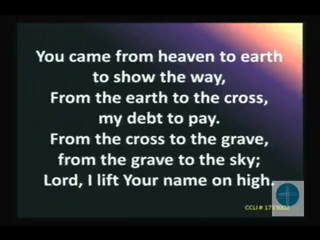 You came from heaven to earth
to show the way,
From the earth to the cross,
my debt to pay.
From the cross to the grave,
from the grave to the sky;
Lord, I lift Your name on high.
CCLI #